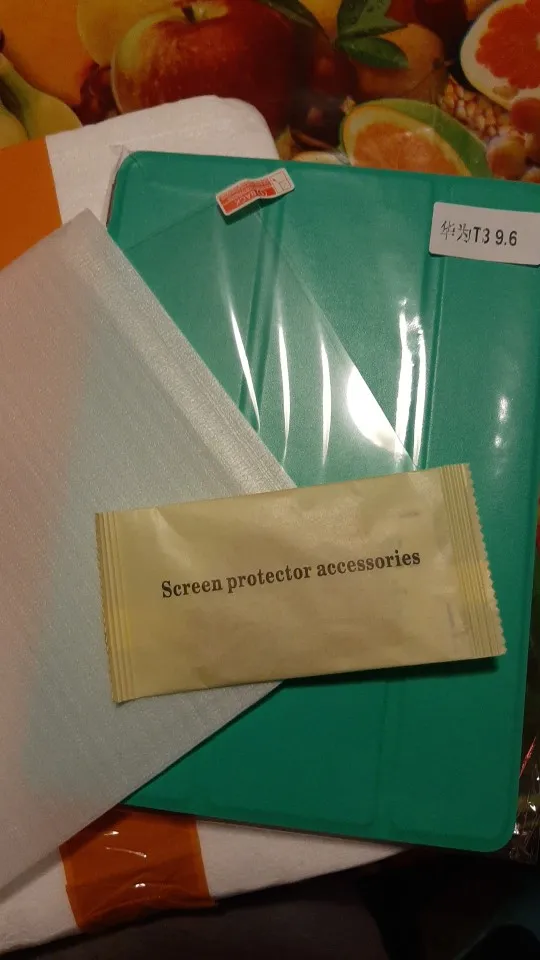 华为T3 9.6
Screen protector accessories